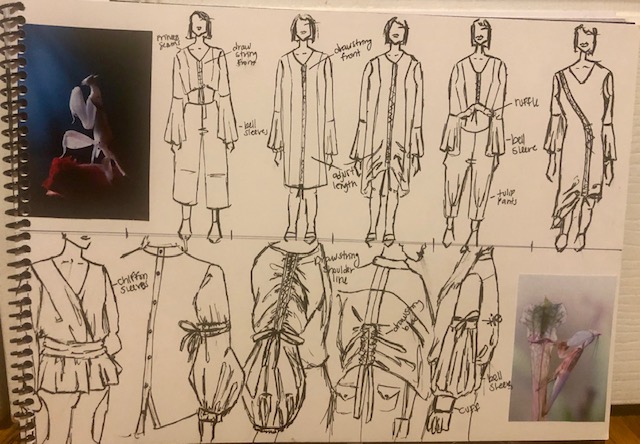 Princess
seams
draw
string
front
drawstring
front
-bell
sleeves
adjust
length
-ruffle
-bell
sleeve
-tulip
pants
-chiffon
sleeves
Drawstring
shoulder
line
drawstring
bell
sleeve
cuff